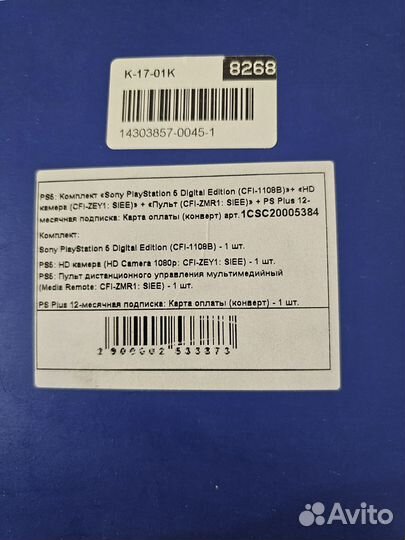 K-17-01K
8268
14303857-0045-1
PS5: Комплект «Sony PlayStation 5 Digital Edition (CFI-1108B)»+ «HD
камера (CFI-ZEY1: SIEE)» + «Пульт (CFI-ZMR1: SIEE)» + PS Plus 12-
месячная подписка: Карта оплаты (конверт) арт.1CSC20005384
Комплект:
Sony PlayStation 5 Digital Edition (CFI-1108B) - 1 шт.
PS5: HD камера (HD Camera 1080p: CFI-ZEY1: SIEE) - 1 шт.
PS5: Пульт дистанционного управления мультимедийный
(Media Remote: CFI-ZMR1: SIEE) - 1 шт.
PS Plus 12-месячная подписка: Карта оплаты (конверт) - 1 шт.
2 900002 533373
Avito